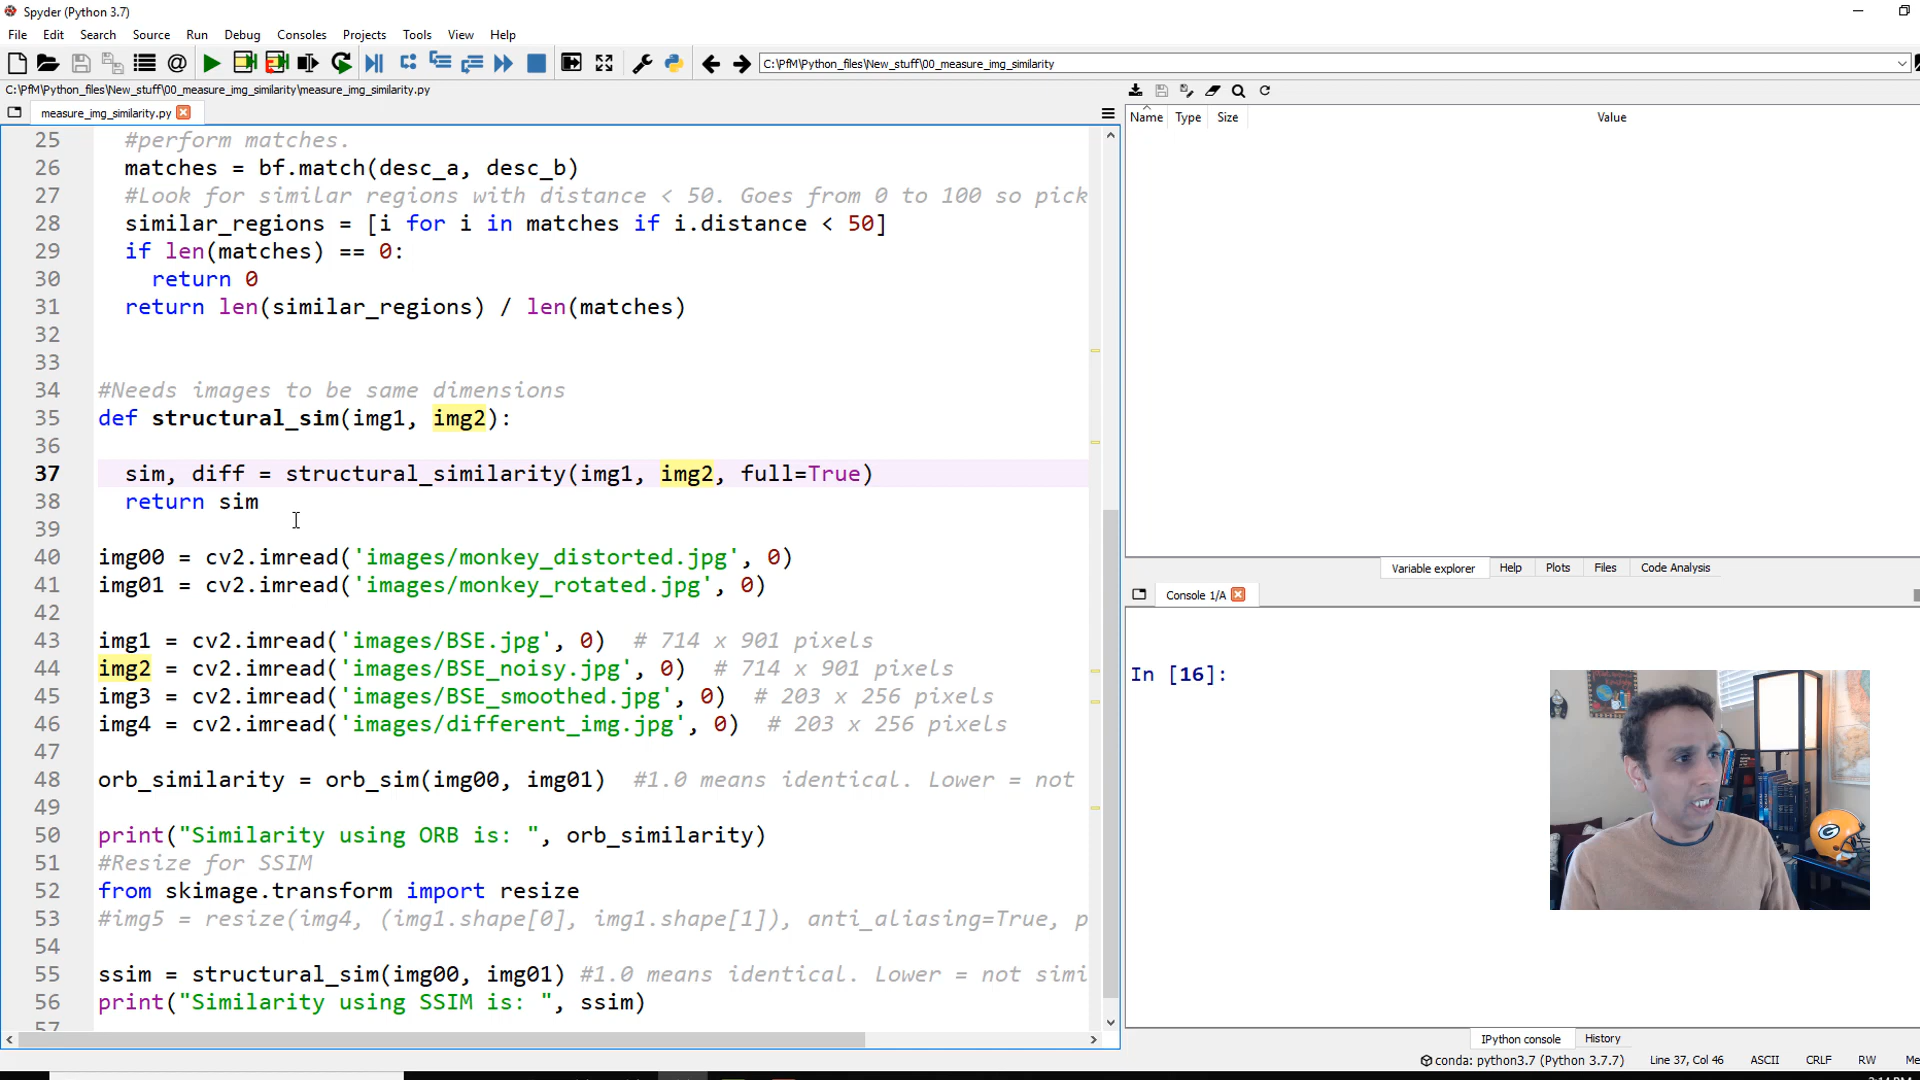 Spyder (Python 3.7)
File Edit Search Source Run Debug Consoles Projects Tools View Help
C:\PfM\Python_files\New_stuff\00_measure_img_similarity
C:\PfM\Python_files\New_stuff\00_measure_img_similarity\measure_img_similarity.py
measure_img_similarity.py
25 #perform matches.
26 matches = bf.match(desc_a, desc_b)
27 #Look for similar regions with distance < 50. Goes from 0 to 100 so pick
28 similar_regions = [i for i in matches if i.distance < 50]
29 if len(matches) == 0:
30 return 0
31 return len(similar_regions) / len(matches)
32
33
34 #Needs images to be same dimensions
35 def structural_sim(img1, img2):
36
37 sim, diff = structural_similarity(img1, img2, full=True)
38 return sim
39
40 img00 = cv2.imread('images/monkey_distorted.jpg', 0)
41 img01 = cv2.imread('images/monkey_rotated.jpg', 0)
42
43 img1 = cv2.imread('images/BSE.jpg', 0) # 714 x 901 pixels
44 img2 = cv2.imread('images/BSE_noisy.jpg', 0) # 714 x 901 pixels
45 img3 = cv2.imread('images/BSE_smoothed.jpg', 0) # 203 x 256 pixels
46 img4 = cv2.imread('images/different_img.jpg', 0) # 203 x 256 pixels
47
48 orb_similarity = orb_sim(img00, img01) #1.0 means identical. Lower = not
49
50 print("Similarity using ORB is: ", orb_similarity)
51 #Resize for SSIM
52 from skimage.transform import resize
53 #img5 = resize(img4, (img1.shape[0], img1.shape[1]), anti_aliasing=True, p
54
55 ssim = structural_sim(img00, img01) #1.0 means identical. Lower = not simi
56 print("Similarity using SSIM is: ", ssim)
57
Name Type Size Value
Variable explorer Help Plots Files Code Analysis
Console 1/A
In [16]:
IPython console History
conda: python3.7 (Python 3.7.7) Line 37, Col 46 ASCII CRLF RW Me